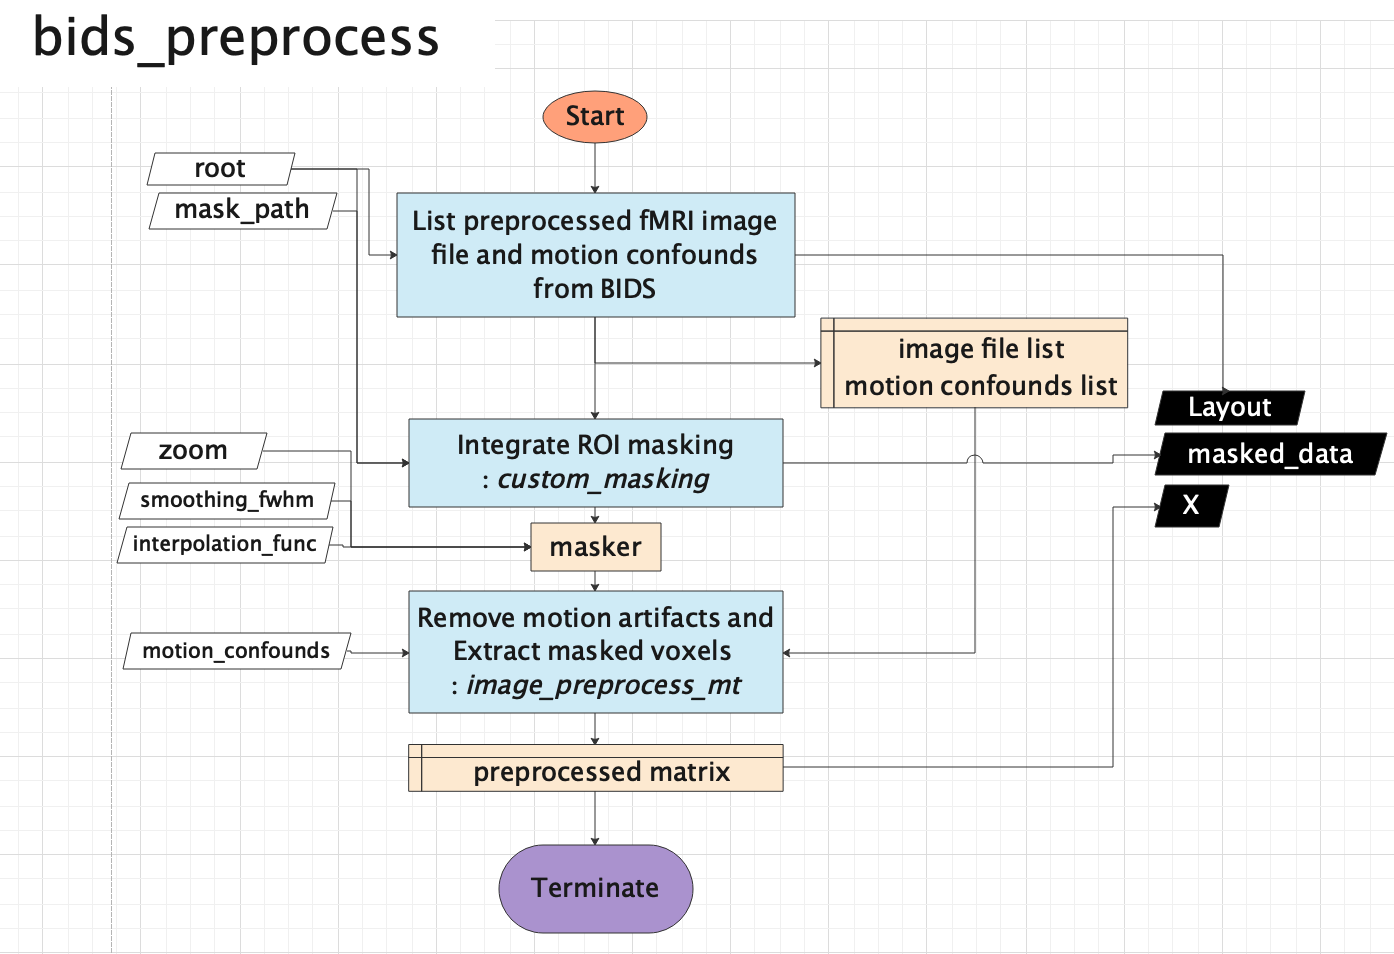 bids_preprocess
Start
root
mask_path
List preprocessed fMRI image
file and motion confounds
from BIDS
image file list
motion confounds list
Layout
masked_data
X
zoom
smoothing_fwhm
interpolation_func
Integrate ROI masking
: custom_masking
masker
motion_confounds
Remove motion artifacts and
Extract masked voxels
: image_preprocess_mt
preprocessed matrix
Terminate